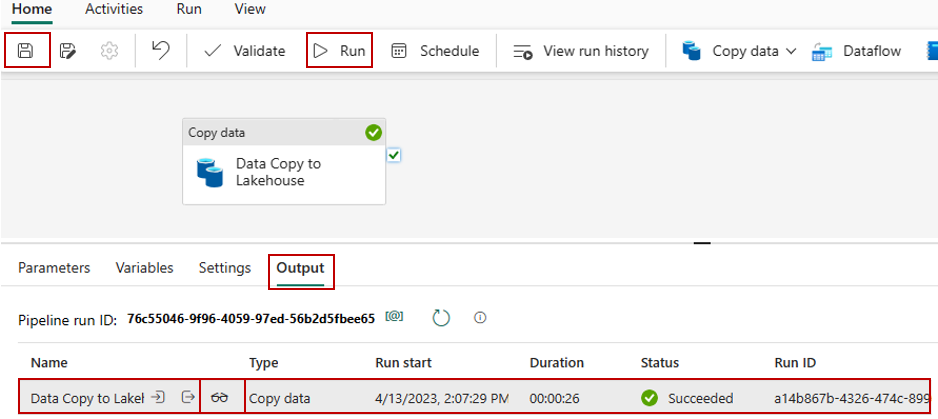 Home Activities Run View
Validate Run Schedule View run history Copy data Dataflow
Copy data
Data Copy to
Lakehouse
Parameters Variables Settings Output
Pipeline run ID: 76c55046-9f96-4059-97ed-56b2d5fbee65 [@]
Name Type Run start Duration Status Run ID
Data Copy to Lakeh Copy data 4/13/2023, 2:07:29 PM 00:00:26 Succeeded a14b867b-4326-474c-899